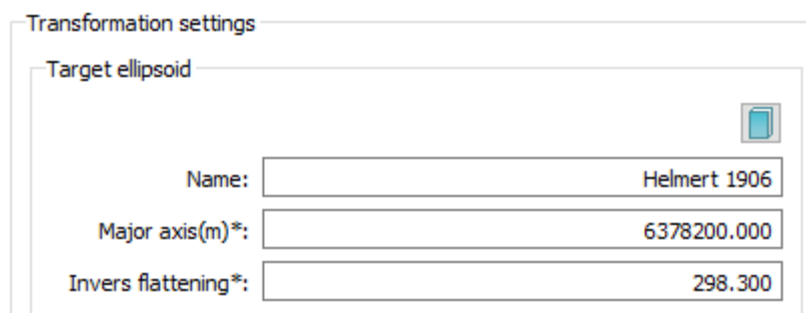 Transformation settings
Target ellipsoid
Name: Helmert 1906
Major axis(m)*: 6378200.000
Invers flattening*: 298.300